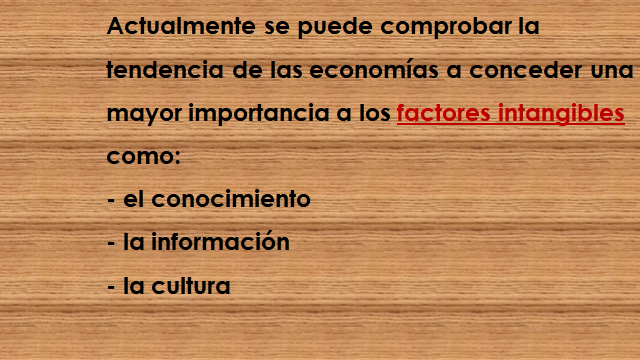 Actualmente se puede comprobar la
tendencia de las economías a conceder una
mayor importancia a los factores intangibles
como:
- el conocimiento
- la información
- la cultura